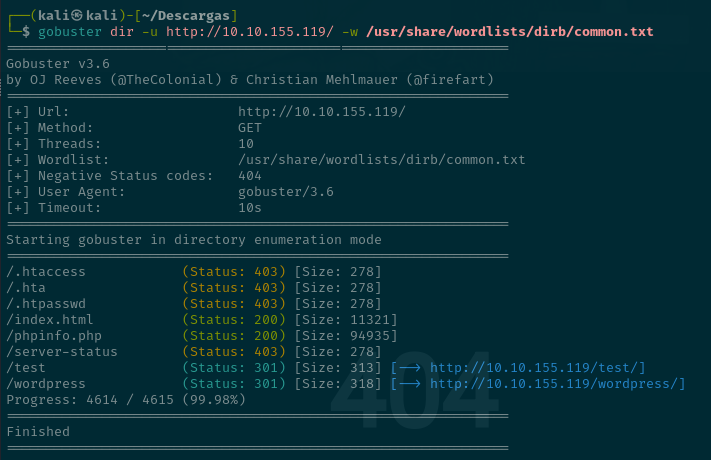 ┌──(kali㉿kali)-[~/Descargas]
└─$ gobuster dir -u http://10.10.155.119/ -w /usr/share/wordlists/dirb/common.txt
===============================================================
Gobuster v3.6
by OJ Reeves (@TheColonial) & Christian Mehlmauer (@firefart)
===============================================================
[+] Url:                     http://10.10.155.119/
[+] Method:                  GET
[+] Threads:                 10
[+] Wordlist:                /usr/share/wordlists/dirb/common.txt
[+] Negative Status codes:   404
[+] User Agent:              gobuster/3.6
[+] Timeout:                 10s
===============================================================
Starting gobuster in directory enumeration mode
===============================================================
/.htaccess            (Status: 403) [Size: 278]
/.hta                 (Status: 403) [Size: 278]
/.htpasswd            (Status: 403) [Size: 278]
/index.html           (Status: 200) [Size: 11321]
/phpinfo.php          (Status: 200) [Size: 94935]
/server-status        (Status: 403) [Size: 278]
/test                 (Status: 301) [Size: 313] [--> http://10.10.155.119/test/]
/wordpress            (Status: 301) [Size: 318] [--> http://10.10.155.119/wordpress/]
Progress: 4614 / 4615 (99.98%)
===============================================================
Finished
===============================================================
404